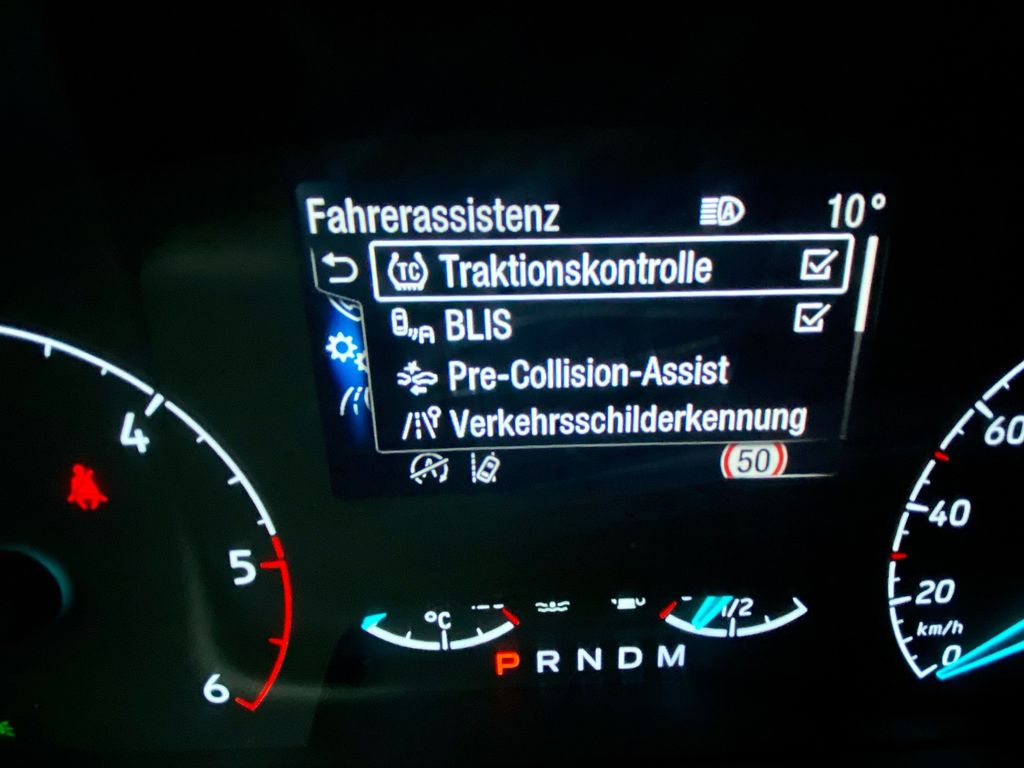 Fahrerassistenz A 10°
TC Traktionskontrolle
BLIS
Pre-Collision-Assist
Verkehrsschilderkennung
A 50
4
5
6
°C
1/2
P R N D M
60
40
20
km/h
0